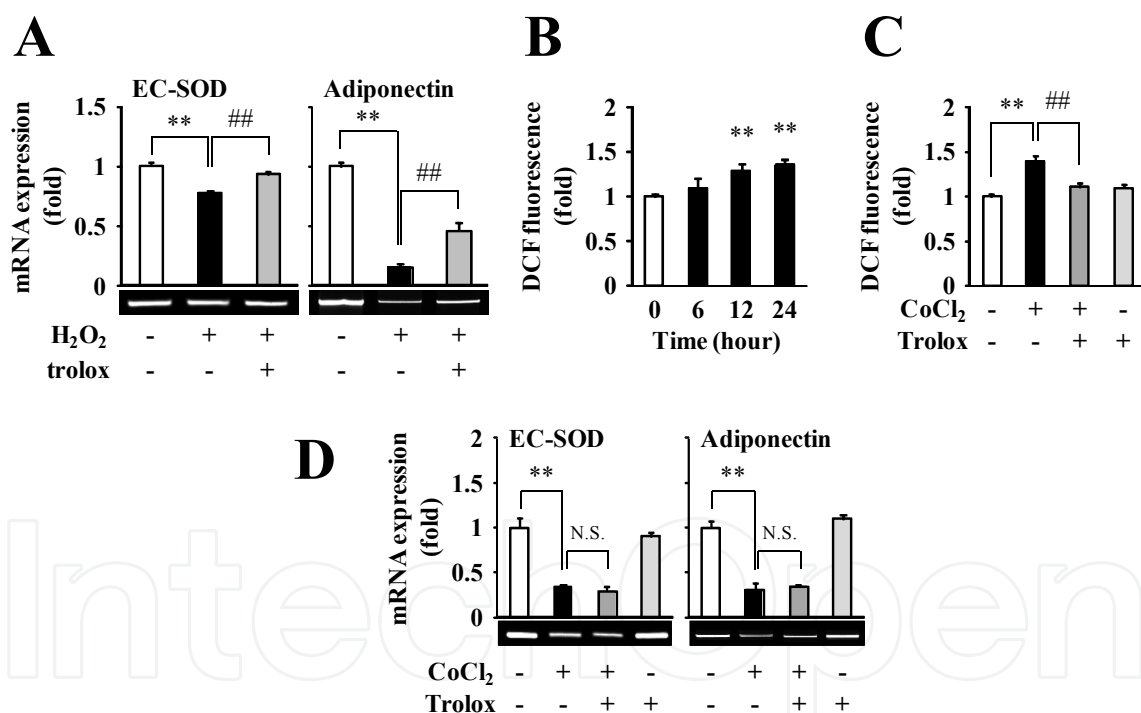 A
EC-SOD
Adiponectin
mRNA expression
(fold)
1.5
1
0.5
0
** ##
** ##
H₂O₂ - + + - + +
trolox - - + - - +
B
DCF fluorescence
(fold)
2
1.5
1
0.5
0
** **
0 6 12 24
Time (hour)
C
DCF fluorescence
(fold)
2
1.5
1
0.5
0
** ##
CoCl₂ - + + -
Trolox - - + +
D
EC-SOD
Adiponectin
mRNA expression
(fold)
2
1.5
1
0.5
0
** N.S.
** N.S.
CoCl₂ - + + - - + + -
Trolox - - + + - - + +
IntechOpen